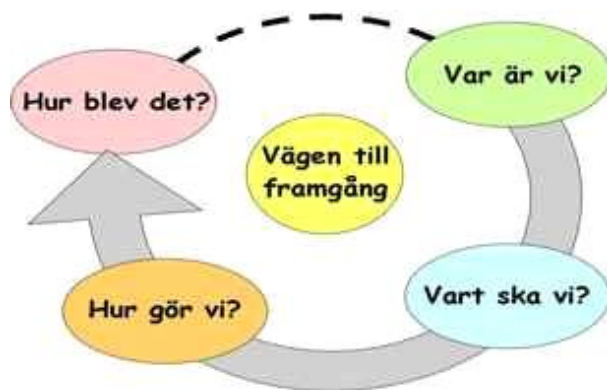 Var är vi?
Hur blev det?
Vägen till
framgång
Vart ska vi?
Hur gör vi?